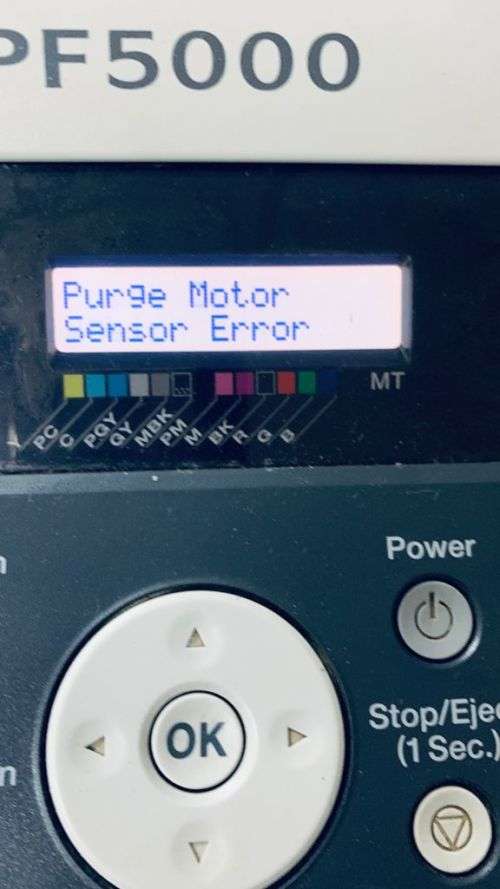 PF5000
Purge Motor
Sensor Error
MT
Y PC C PGY GY MBK PM M BK R G B
Power
OK
Stop/Ejec
(1 Sec.)